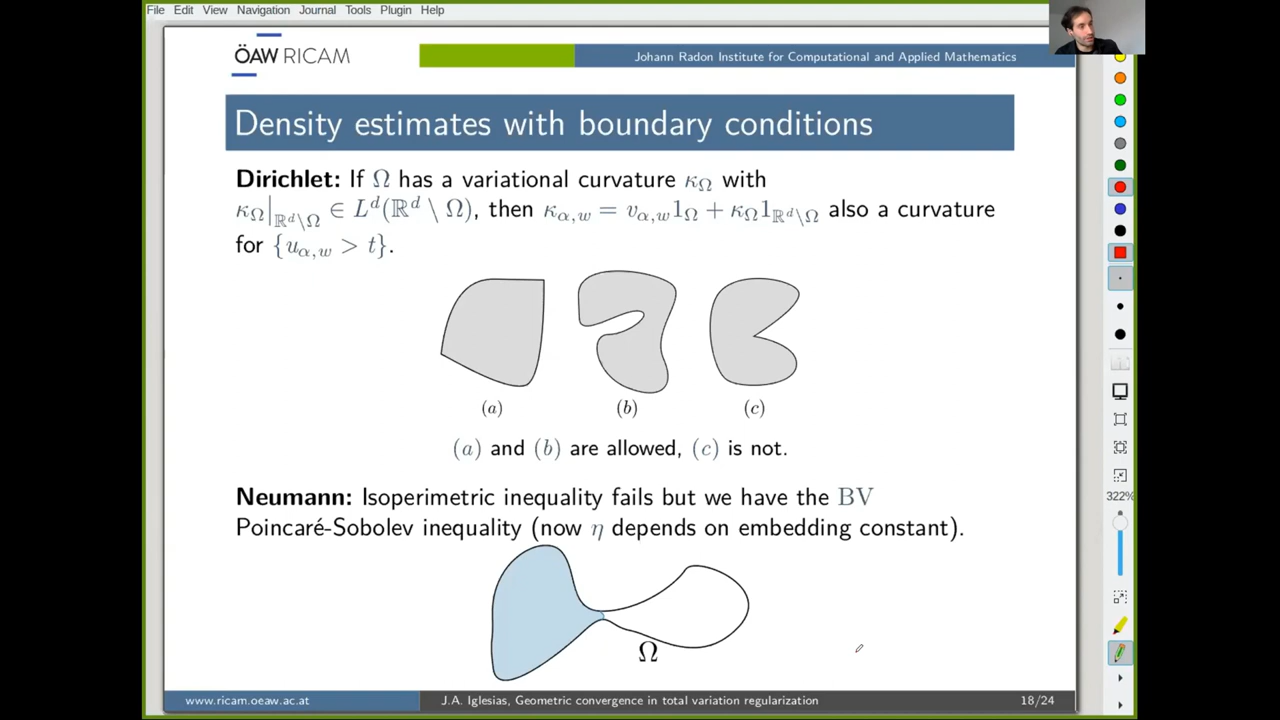 File Edit View Navigation Journal Tools Plugin Help
ÖAW RICAM
Johann Radon Institute for Computational and Applied Mathematics
Density estimates with boundary conditions
Dirichlet: If Ω has a variational curvature κ_Ω with
κ_Ω|_{ℝ^d\Ω} ∈ L^d(ℝ^d \ Ω), then κ_{α,w} = v_{α,w}1_Ω + κ_Ω1_{ℝ^d\Ω} also a curvature
for {u_{α,w} > t}.
(a) (b) (c)
(a) and (b) are allowed, (c) is not.
Neumann: Isoperimetric inequality fails but we have the BV
Poincaré-Sobolev inequality (now η depends on embedding constant).
Ω
322%
www.ricam.oeaw.ac.at
J.A. Iglesias, Geometric convergence in total variation regularization
18/24